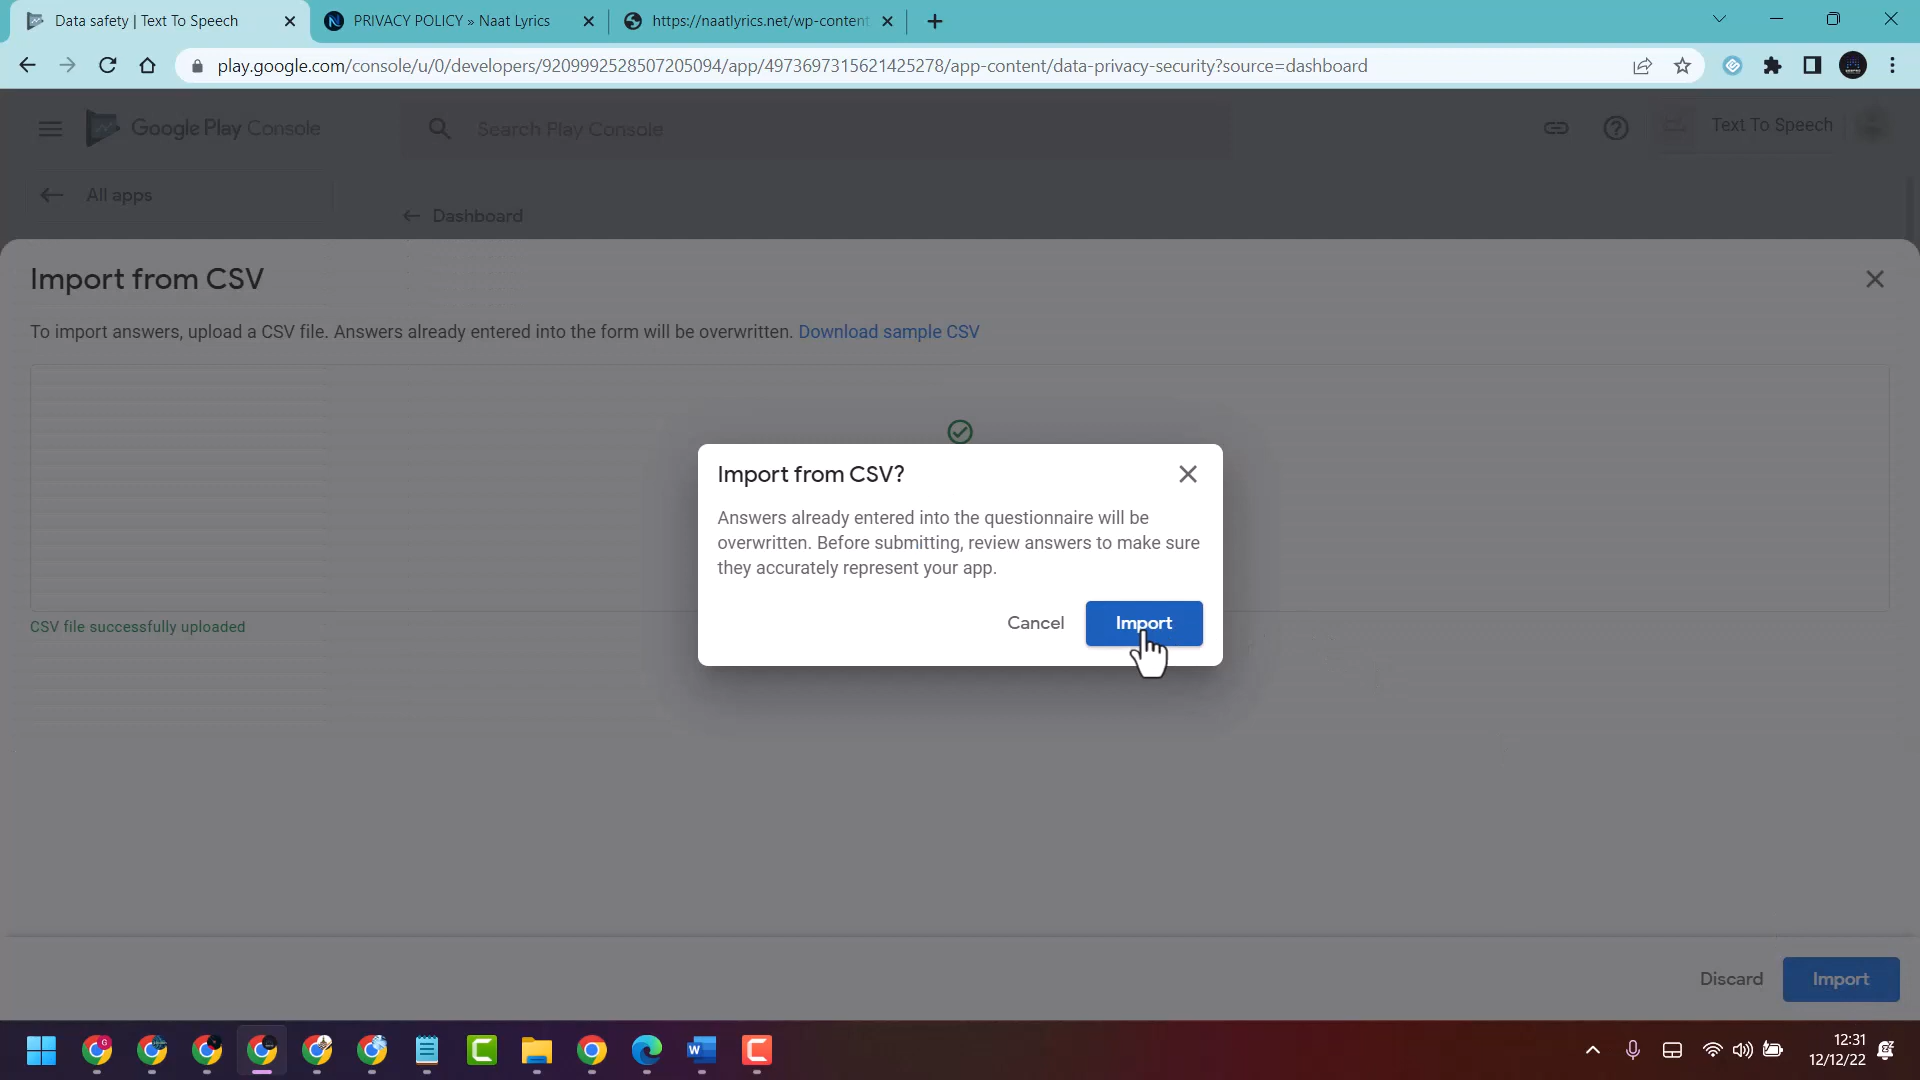 Data safety | Text To Speech
PRIVACY POLICY » Naat Lyrics
https://naatlyrics.net/wp-content
play.google.com/console/u/0/developers/9209992528507205094/app/4973697315621425278/app-content/data-privacy-security?source=dashboard
Google Play Console
Search Play Console
Text To Speech
All apps
Dashboard
Import from CSV
To import answers, upload a CSV file. Answers already entered into the form will be overwritten. Download sample CSV
Import from CSV?
Answers already entered into the questionnaire will be
overwritten. Before submitting, review answers to make sure
they accurately represent your app.
Cancel
Import
CSV file successfully uploaded
Discard
Import
12:31
12/12/22